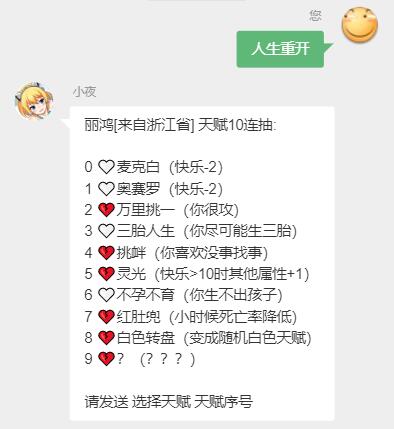 您
人生重开
小夜
丽鸿[来自浙江省] 天赋10连抽:
0 ♡麦克白（快乐-2）
1 ♡奥赛罗（快乐-2）
2 💔万里挑一（你很攻）
3 ♡三胎人生（你尽可能生三胎）
4 💔挑衅（你喜欢没事找事）
5 💔灵光（快乐>10时其他属性+1）
6 ♡不孕不育（你生不出孩子）
7 💔红肚兜（小时候死亡率降低）
8 💔白色转盘（变成随机白色天赋）
9 💔？（？？？）
请发送 选择天赋 天赋序号